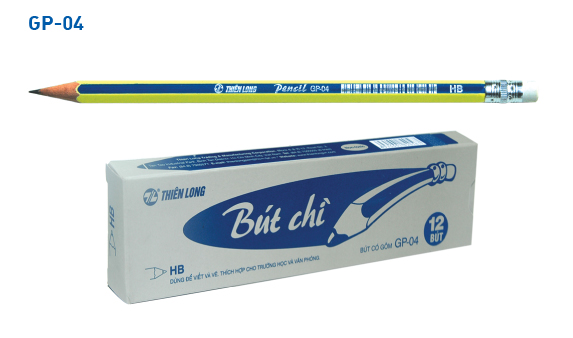 GP-04
THIÊN LONG Pencil GP-04 HB
THIÊN LONG
Bút chì
HB
HB
DÙNG ĐỂ VIẾT VÀ VẼ. THÍCH HỢP CHO TRƯỜNG HỌC VÀ VĂN PHÒNG.
BÚT CÓ GÔM GP-04
12
BÚT